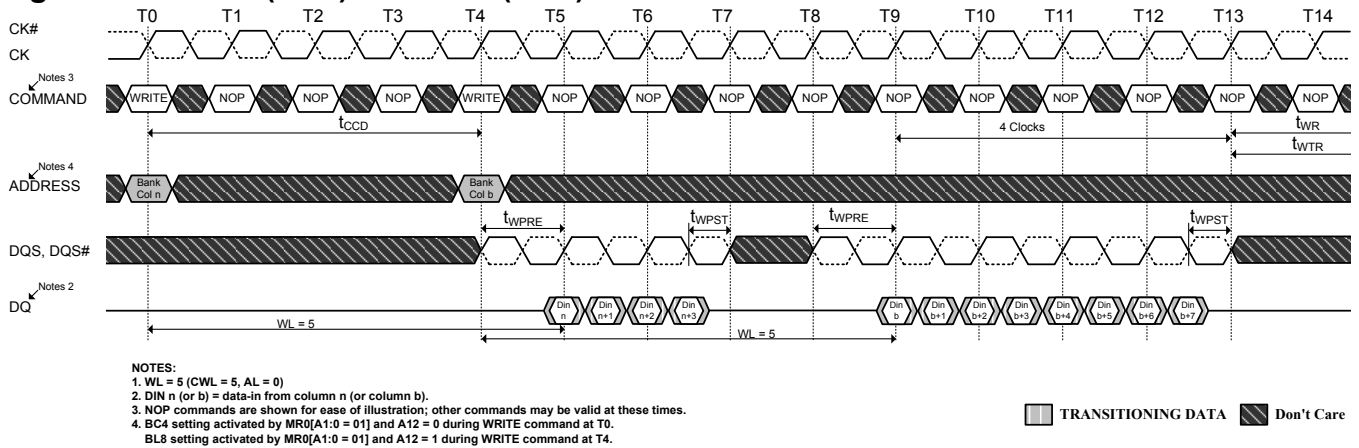 T0 T1 T2 T3 T4 T5 T6 T7 T8 T9 T10 T11 T12 T13 T14
CK#
CK
Notes 3
COMMAND WRITE NOP NOP NOP WRITE NOP NOP NOP NOP NOP NOP NOP NOP NOP NOP
tCCD 4 Clocks tWR
tWTR
Notes 4
ADDRESS Bank Col n Bank Col b
tWPRE tWPST tWPRE tWPST
DQS, DQS#
Notes 2
DQ Din n Din n+1 Din n+2 Din n+3 Din b Din b+1 Din b+2 Din b+3 Din b+4 Din b+5 Din b+6 Din b+7
WL = 5 WL = 5
NOTES:
1. WL = 5 (CWL = 5, AL = 0)
2. DIN n (or b) = data-in from column n (or column b).
3. NOP commands are shown for ease of illustration; other commands may be valid at these times.
4. BC4 setting activated by MR0[A1:0 = 01] and A12 = 0 during WRITE command at T0.
BL8 setting activated by MR0[A1:0 = 01] and A12 = 1 during WRITE command at T4.
TRANSITIONING DATA Don't Care